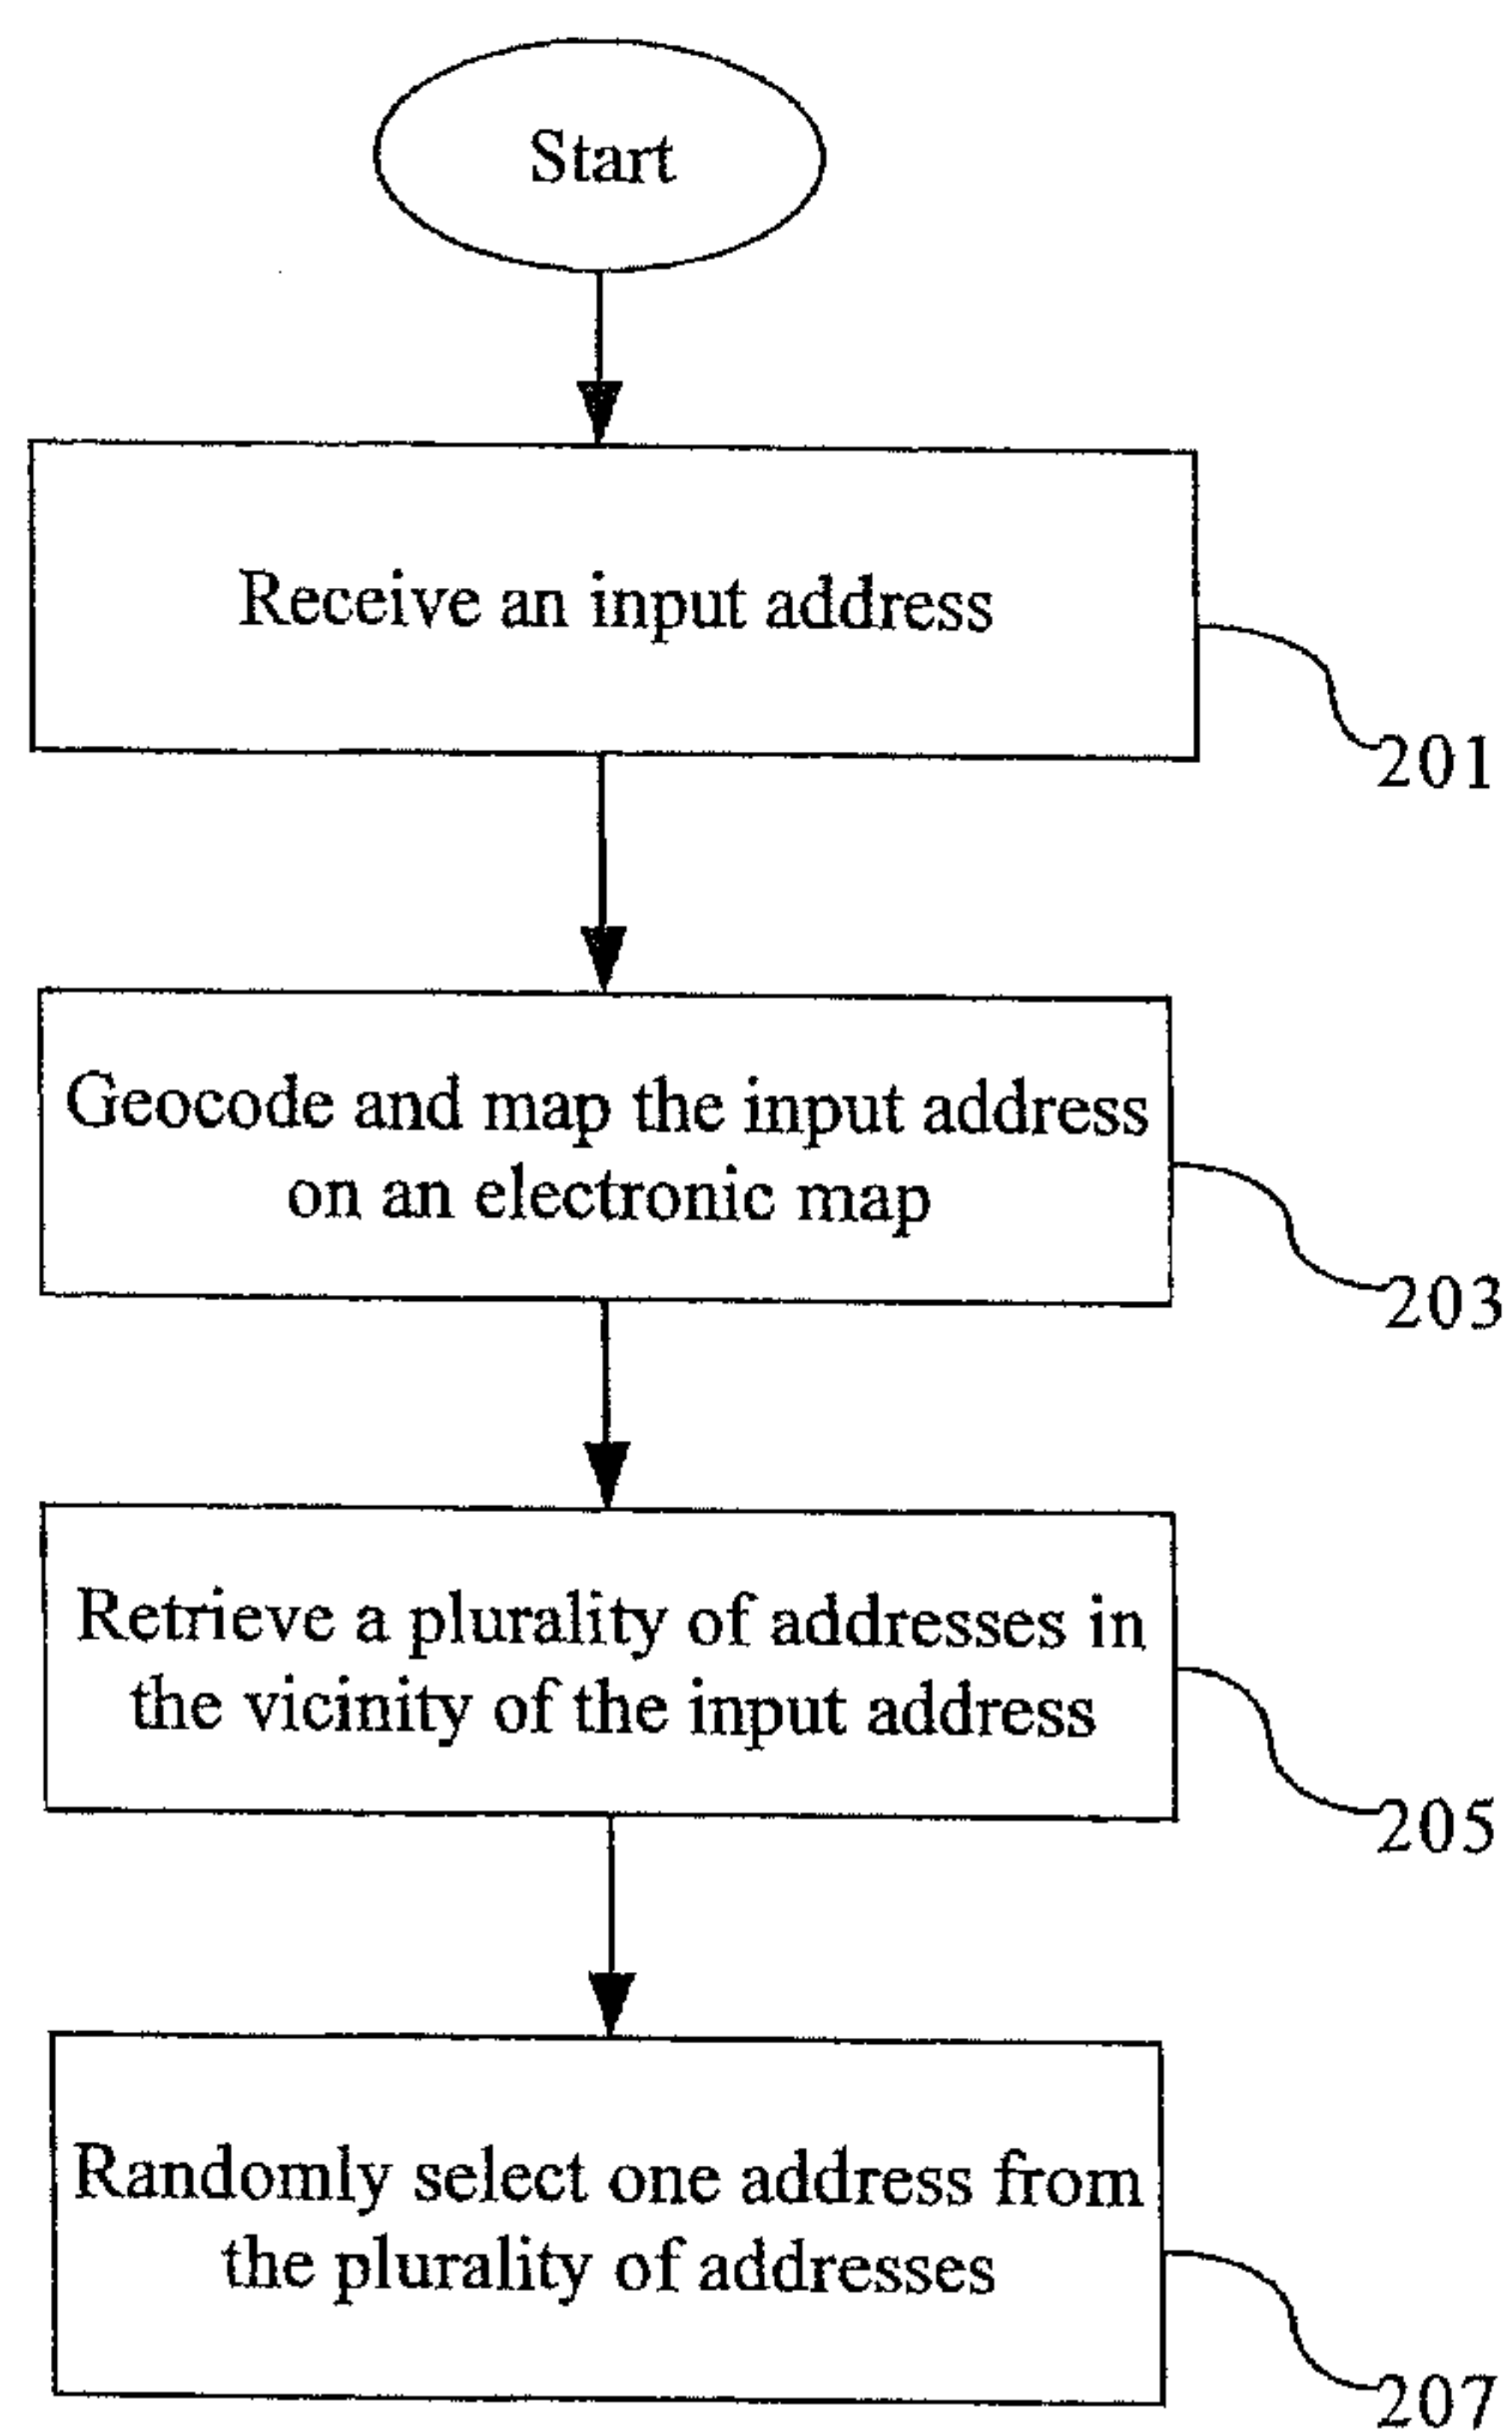 Start
Receive an input address
201
Geocode and map the input address
on an electronic map
203
Retrieve a plurality of addresses in
the vicinity of the input address
205
Randomly select one address from
the plurality of addresses
207